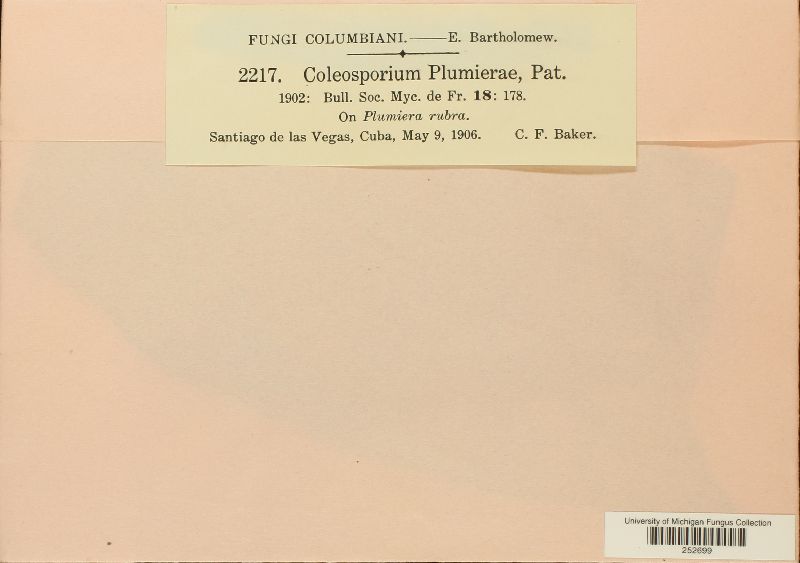 FUNGI COLUMBIANI.——E. Bartholomew.
2217. Coleosporium Plumierae, Pat.
1902: Bull. Soc. Myc. de Fr. 18: 178.
On Plumiera rubra.
Santiago de las Vegas, Cuba, May 9, 1906. C. F. Baker.
University of Michigan Fungus Collection
252699